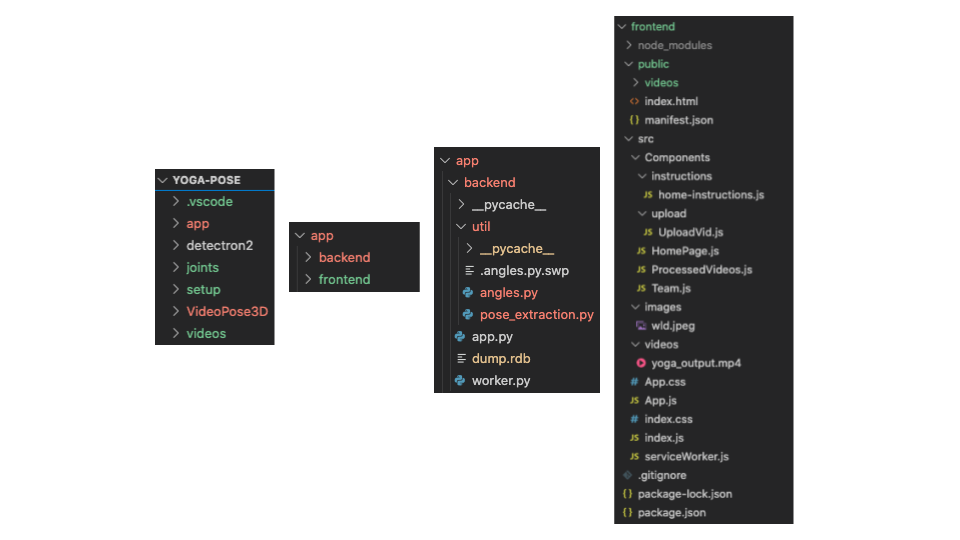 YOGA-POSE
.vscode
app
detectron2
joints
setup
VideoPose3D
videos
app
backend
frontend
app
backend
__pycache__
util
__pycache__
.angles.py.swp
angles.py
pose_extraction.py
app.py
dump.rdb
worker.py
frontend
node_modules
public
videos
<> index.html
{} manifest.json
src
Components
instructions
JS home-instructions.js
upload
JS UploadVid.js
JS HomePage.js
JS ProcessedVideos.js
JS Team.js
images
wld.jpeg
videos
yoga_output.mp4
# App.css
JS App.js
# index.css
JS index.js
JS serviceWorker.js
.gitignore
{} package-lock.json
{} package.json